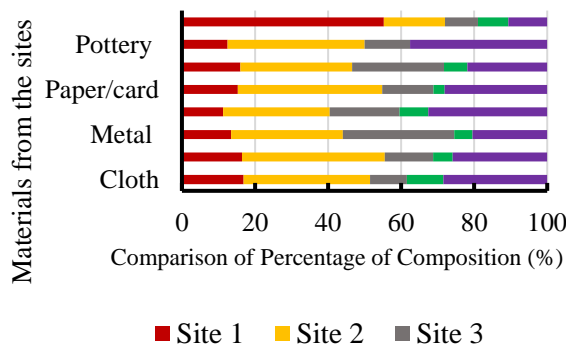 Materials from the sites
Pottery
Paper/card
Metal
Cloth
0 20 40 60 80 100
Comparison of Percentage of Composition (%)
Site 1 Site 2 Site 3